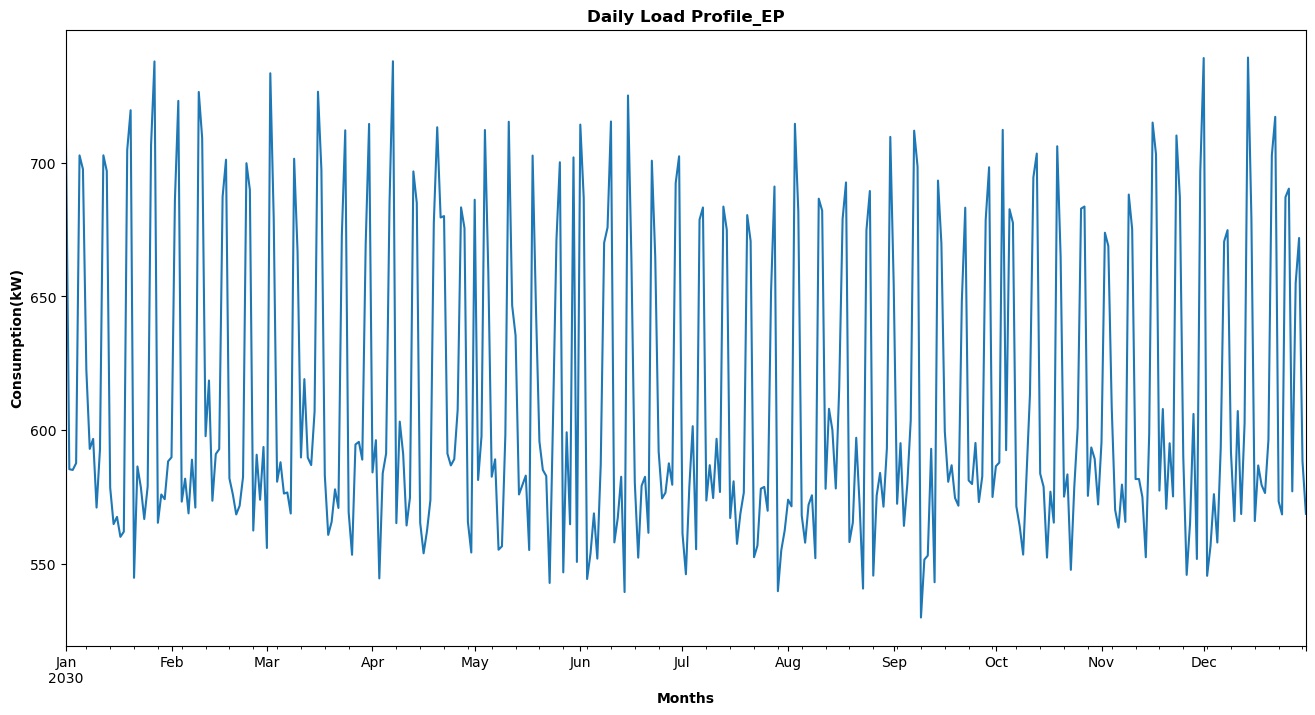 Daily Load Profile_EP
Consumption(kW)
700
650
600
550
Jan Feb Mar Apr May Jun Jul Aug Sep Oct Nov Dec
2030
Months